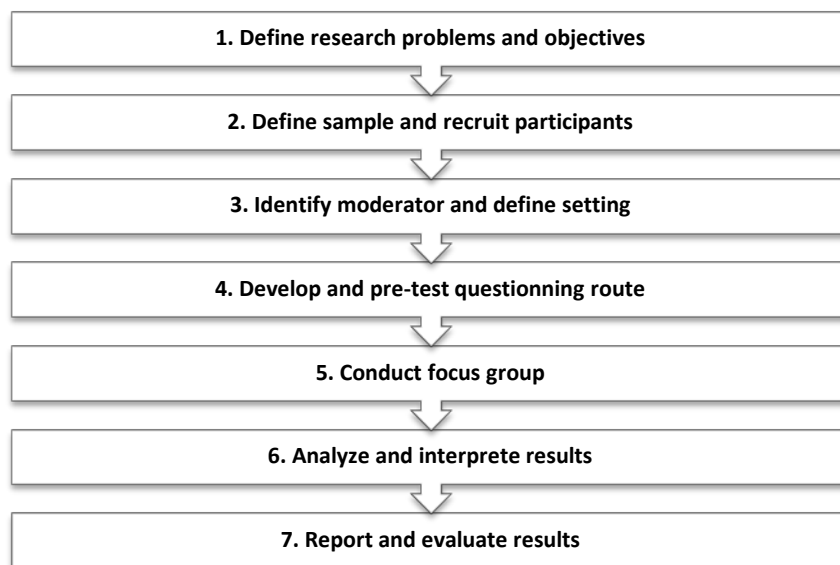 1. Define research problems and objectives
2. Define sample and recruit participants
3. Identify moderator and define setting
4. Develop and pre-test questionning route
5. Conduct focus group
6. Analyze and interprete results
7. Report and evaluate results